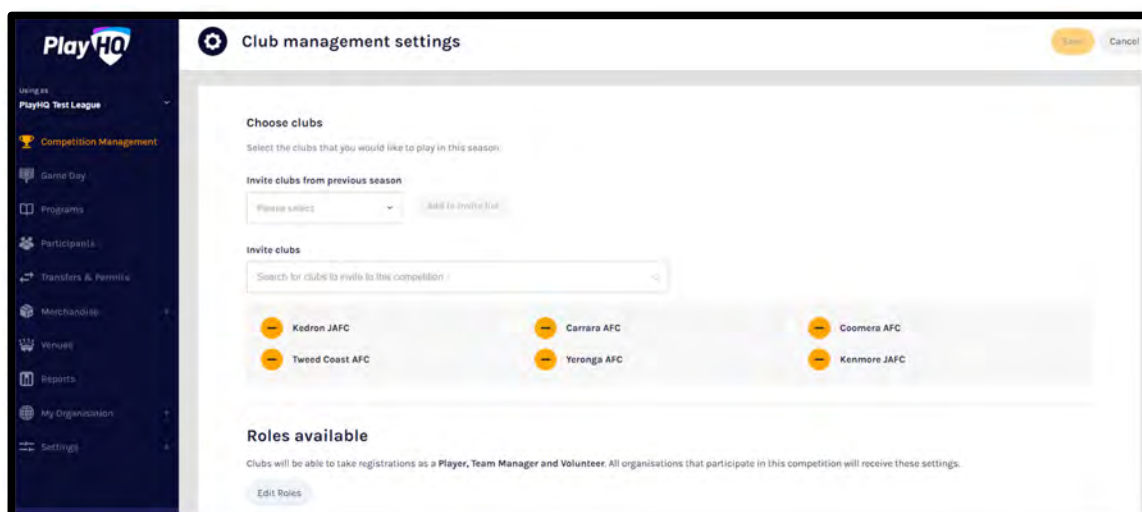 PlayHQ
Club management settings
Save
Cancel
Using as
PlayHQ Test League
Competition Management
Game Day
Programs
Participants
Transfers & Permits
Merchandise
Venues
Reports
My Organisation
Settings
Choose clubs
Select the clubs that you would like to play in this season.
Invite clubs from previous season
Please select
Add to invite list
Invite clubs
Search for clubs to invite to this competition
Kedron JAFC
Carrara AFC
Coomera AFC
Tweed Coast AFC
Yeronga AFC
Kenmore JAFC
Roles available
Clubs will be able to take registrations as a Player, Team Manager and Volunteer. All organisations that participate in this competition will receive these settings.
Edit Roles